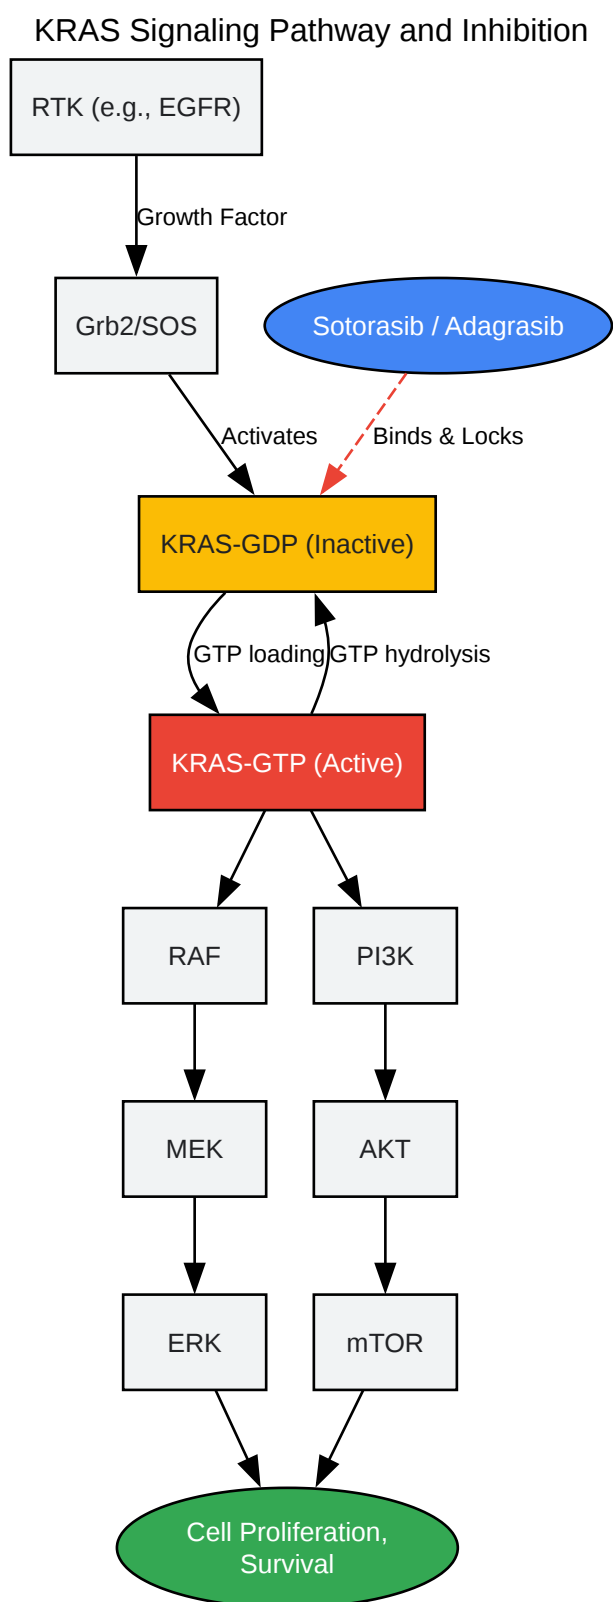 KRAS Signaling Pathway and Inhibition
RTK (e.g., EGFR)
Growth Factor
Grb2/SOS
Sotorasib / Adagrasib
Activates
Binds & Locks
KRAS-GDP (Inactive)
GTP loading
GTP hydrolysis
KRAS-GTP (Active)
RAF
PI3K
MEK
AKT
ERK
mTOR
Cell Proliferation,
Survival